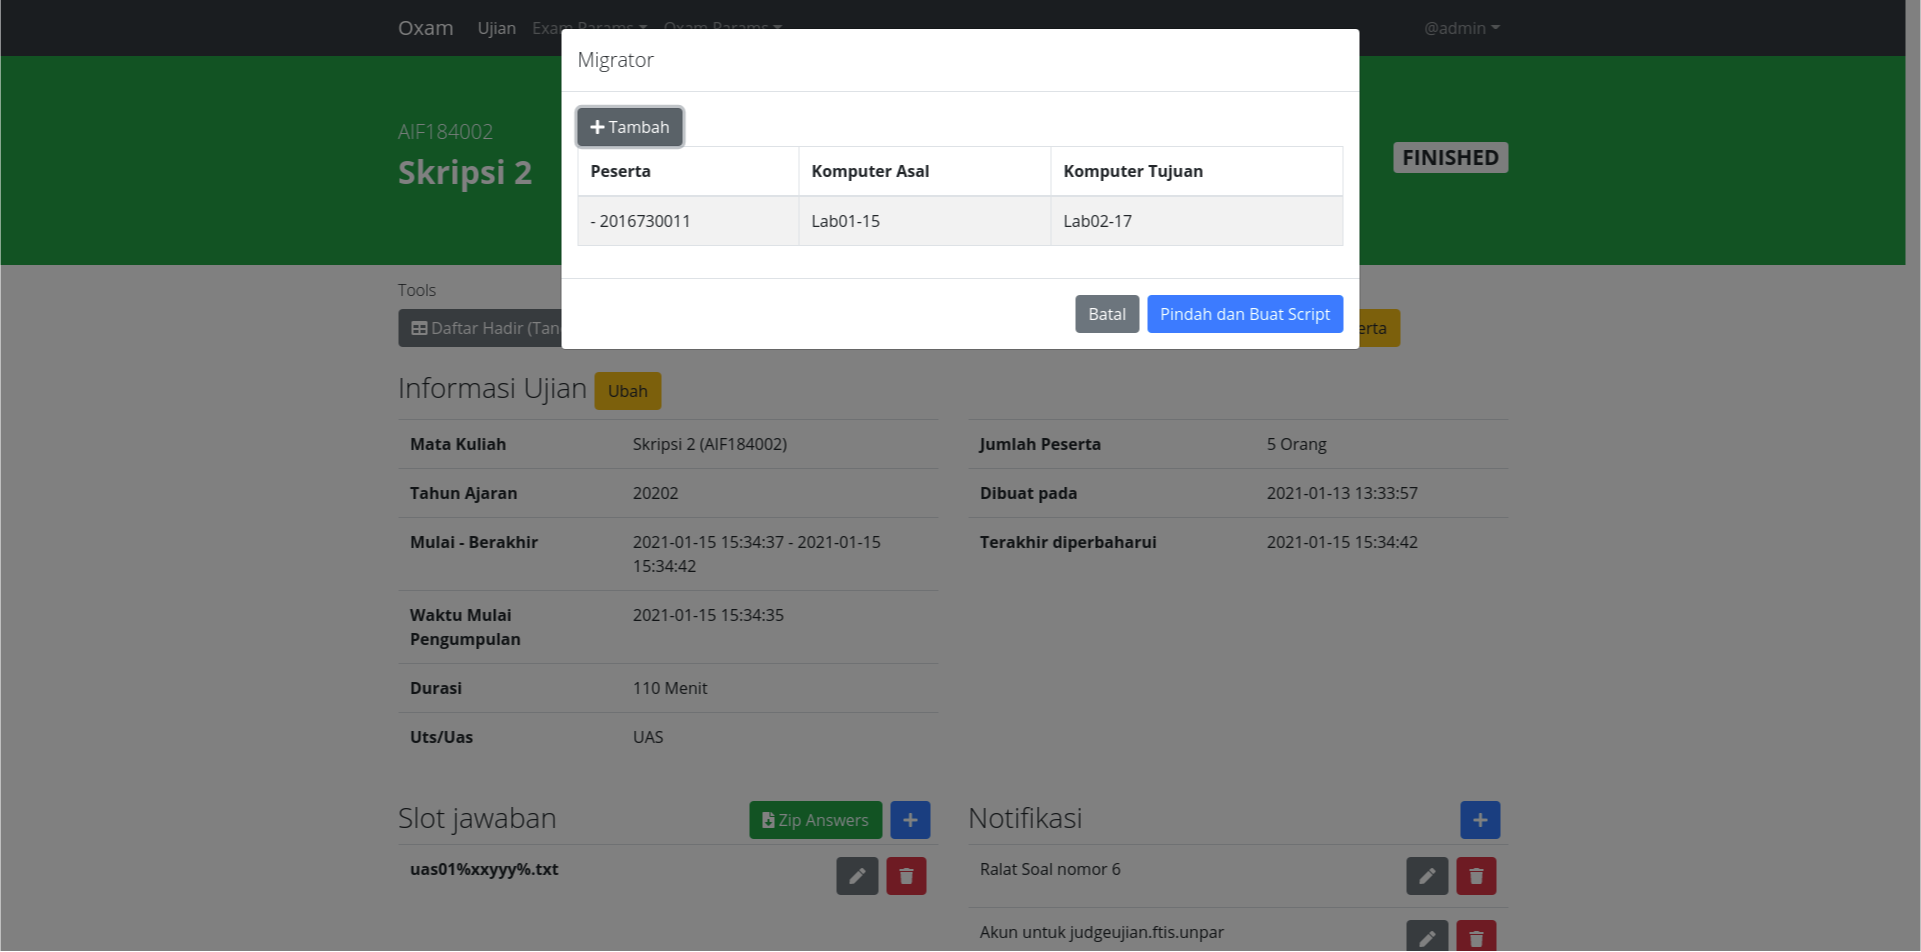 Oxam Ujian Exam Params Oxam Params @admin
Migrator
Tambah
AIF184002
Skripsi 2
FINISHED
Peserta Komputer Asal Komputer Tujuan
- 2016730011 Lab01-15 Lab02-17
Batal Pindah dan Buat Script
Tools
Daftar Hadir
Informasi Ujian Ubah
Mata Kuliah Skripsi 2 (AIF184002)
Tahun Ajaran 20202
Mulai - Berakhir 2021-01-15 15:34:37 - 2021-01-15
15:34:42
Waktu Mulai 2021-01-15 15:34:35
Pengumpulan
Durasi 110 Menit
Uts/Uas UAS
Jumlah Peserta 5 Orang
Dibuat pada 2021-01-13 13:33:57
Terakhir diperbaharui 2021-01-15 15:34:42
Slot jawaban Zip Answers
uas01%xxyyy%.txt
Notifikasi
Ralat Soal nomor 6
Akun untuk judgeujian.ftis.unpar